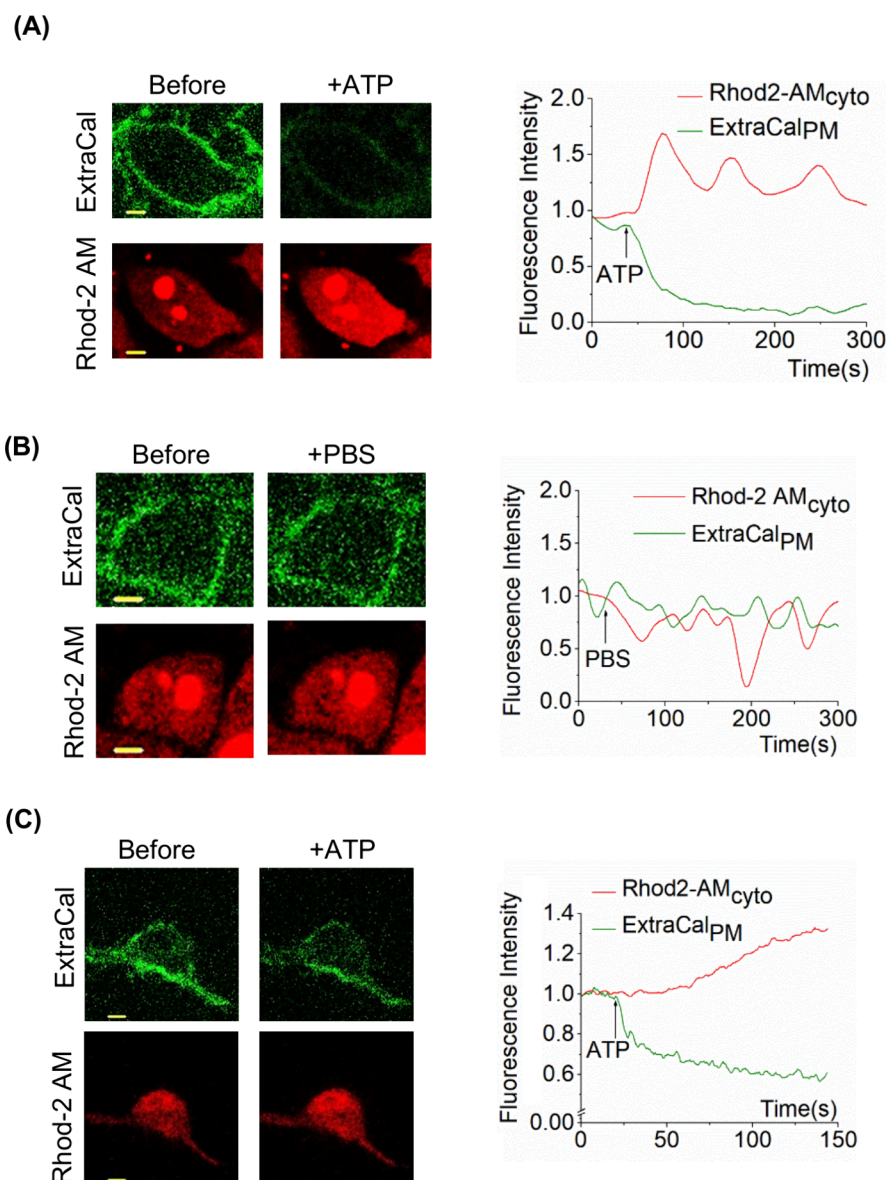 (A)
Before +ATP
ExtraCal
Rhod-2 AM
Rhod2-AMcyto
ExtraCalPM
Fluorescence Intensity
2.0
1.5
1.0
0.5
0.0
ATP
0 100 200 300
Time(s)
(B)
Before +PBS
ExtraCal
Rhod-2 AM
Rhod-2 AMcyto
ExtraCalPM
Fluorescence Intensity
2.0
1.5
1.0
0.5
0.0
PBS
0 100 200 300
Time(s)
(C)
Before +ATP
ExtraCal
Rhod-2 AM
Rhod2-AMcyto
ExtraCalPM
Fluorescence Intensity
1.4
1.2
1.0
0.8
0.6
0.00
ATP
Time(s)
0 50 100 150